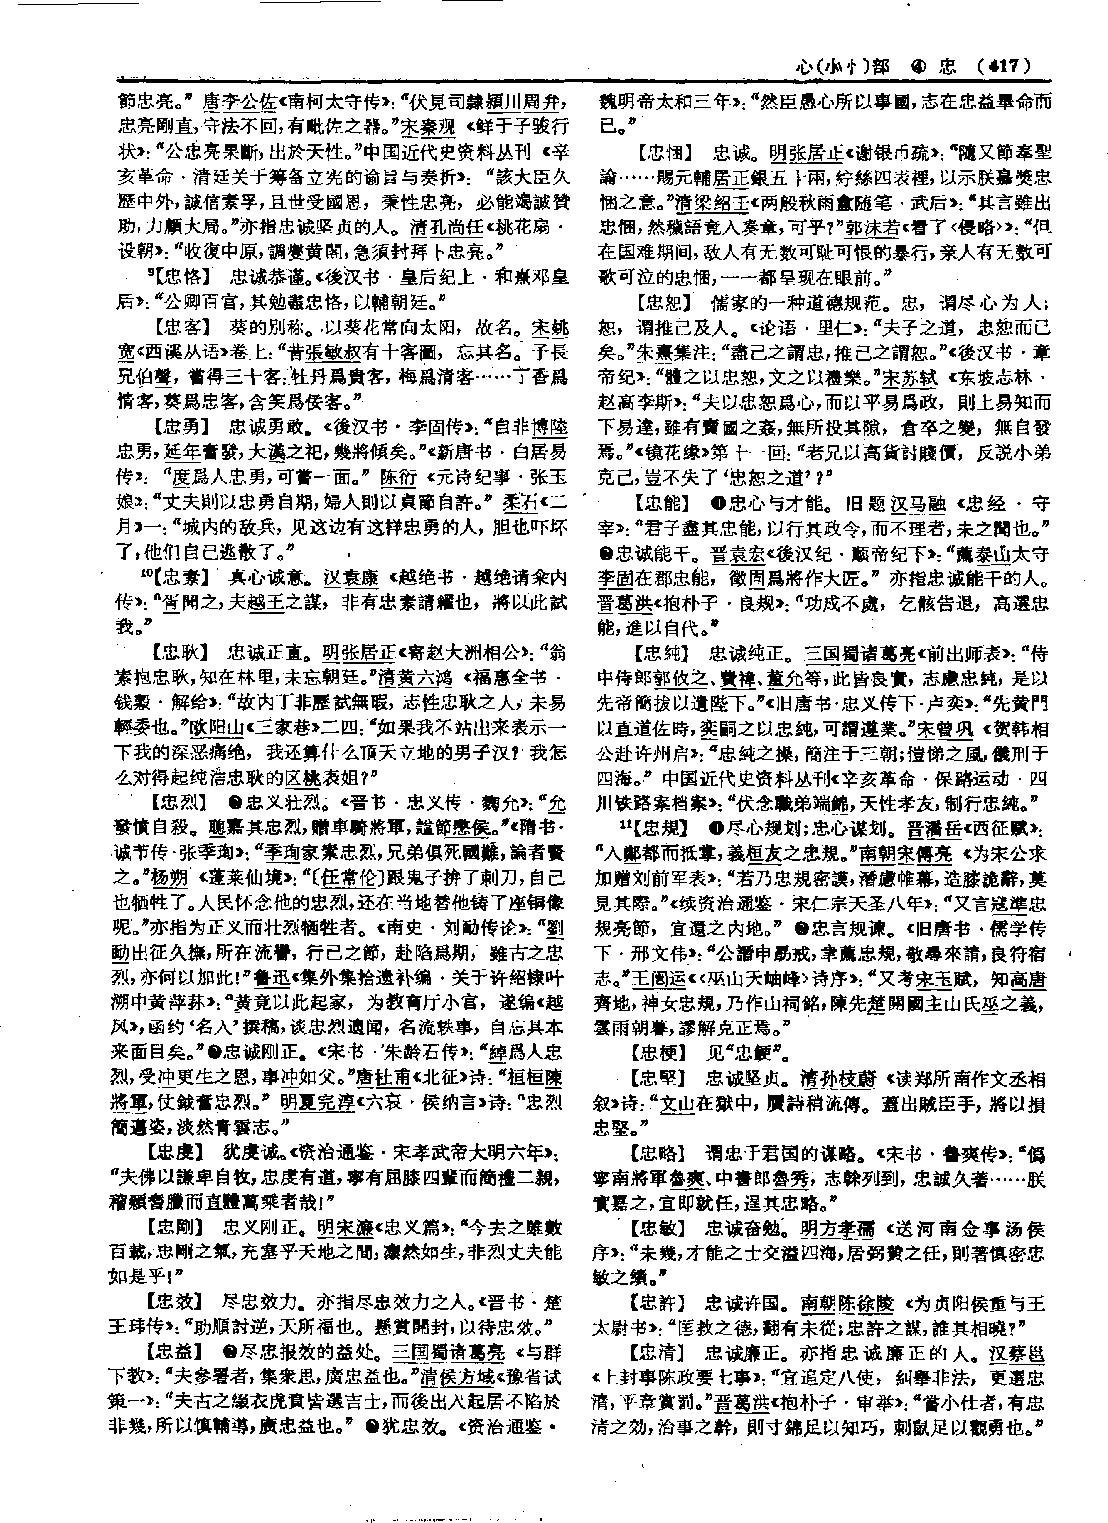 心(小忄)部 ④ 忠 (417)
節忠亮。”唐李公佐《南柯太守传》：“伏見司隸潁川周弁，
忠亮剛直，守法不回，有毗佐之器。”宋秦观《鲜于子骏行
状》：“公忠亮果斷，出於天性。”中国近代史资料丛刊《辛
亥革命·清廷关于筹备立宪的谕旨与奏折》：“該大臣久
歷中外，誠信素孚，且世受國恩，秉性忠亮，必能竭誠贊
助，力顧大局。”亦指忠诚坚贞的人。清孔尚任《桃花扇·
设朝》：“收復中原，調燮黄閣，急須封拜卜忠亮。”
⁹【忠恪】 忠诚恭谨。《後汉书·皇后纪上·和熹邓皇
后》：“公卿百官，其勉盡忠恪，以輔朝廷。”
【忠客】 葵的别称。以葵花常向太阳，故名。宋姚
宽《西溪丛语》卷上：“昔張敏叔有十客圖，忘其名。予長
兄伯聲，嘗得三十客：牡丹爲貴客，梅爲清客……丁香爲
情客，葵爲忠客，含笑爲佞客。”
【忠勇】 忠诚勇敢。《後汉书·李固传》：“自非博陸
忠勇，延年奮發，大漢之祀，幾將傾矣。”《新唐书·白居易
传》：“度爲人忠勇，可當一面。”陈衍《元诗纪事·张玉
娘》：“丈夫則以忠勇自期，婦人則以貞節自許。”柔石《二
月》一：“城内的敌兵，见这边有这样忠勇的人，胆也吓坏
了，他们自己逃散了。”
¹⁰【忠素】 真心诚意。汉袁康《越绝书·越绝请籴内
传》：“胥聞之，夫越王之謀，非有忠素請糴也，將以此試
我。”
【忠耿】 忠诚正直。明张居正《寄赵大洲相公》：“翁
素抱忠耿，知在林里，未忘朝廷。”清黄六鸿《福惠全书·
钱穀·解给》：“故内丁非歷試無瑕，志性忠耿之人，未易
輕委也。”欧阳山《三家巷》二四：“如果我不站出来表示一
下我的深恶痛绝，我还算什么顶天立地的男子汉？我怎
么对得起纯洁忠耿的区桃表姐？”
【忠烈】 ❶忠义壮烈。《晋书·忠义传·麴允》：“允
發憤自殺。聰嘉其忠烈，贈車騎將軍，諡節愍侯。”《隋书·
诚节传·张季珣》：“季珣家素忠烈，兄弟俱死國難，論者賢
之。”杨朔《蓬莱仙境》：“〔任常伦〕跟鬼子拚了刺刀，自己
也牺牲了。人民怀念他的忠烈，还在当地替他铸了座铜像
呢。”亦指为正义而壮烈牺牲者。《南史·刘勔传论》：“劉
勔出征久撫，所在流譽，行己之節，赴陷爲期，雖古之忠
烈，亦何以加此！”鲁迅《集外集拾遗补编·关于许绍棣叶
溯中黄萍荪》：“黄竟以此起家，为教育厅小官，遂编《越
风》，函约‘名人’撰稿，谈忠烈遗闻，名流轶事，自忘其本
来面目矣。”❷忠诚刚正。《宋书·朱龄石传》：“綽爲人忠
烈，受沖更生之恩，事沖如父。”唐杜甫《北征》诗：“桓桓陳
將軍，仗鉞奮忠烈。”明夏完淳《六哀·侯纳言》诗：“忠烈
簡邁姿，淡然青雲志。”
【忠虔】 犹虔诚。《资治通鉴·宋孝武帝大明六年》：
“夫佛以謙卑自牧，忠虔有道，寧有屈膝四輩而簡禮二親，
稽顙耆臘而直體萬乘者哉！”
【忠剛】 忠义刚正。明宋濂《忠义篇》：“今去之雖數
百載，忠剛之氣，充塞乎天地之間，凛然如生，非烈丈夫能
如是乎！”
【忠效】 尽忠效力。亦指尽忠效力之人。《晋书·楚
王玮传》：“助順討逆，天所福也。懸賞開封，以待忠效。”
【忠益】 ❶尽忠报效的益处。三国蜀诸葛亮《与群
下教》：“夫參署者，集衆思，廣忠益也。”清侯方域《豫省试
策一》：“夫古之綴衣虎賁皆選吉士，而後出入起居不陷於
非幾，所以慎輔導，廣忠益也。”❷犹忠效。《资治通鉴·
魏明帝太和三年》：“然臣愚心所以事國，志在忠益畢命而
已。”
【忠悃】 忠诚。明张居正《谢银币疏》：“隨又節奉聖
諭……賜元輔居正銀五十兩，紵絲四表裡，以示朕嘉獎忠
悃之意。”清梁绍壬《两般秋雨盦随笔·武后》：“其言雖出
忠悃，然穢語竟入奏章，可乎？”郭沫若《看了〈侵略〉》：“但
在国难期间，敌人有无数可耻可恨的暴行，亲人有无数可
歌可泣的忠悃，一一都呈现在眼前。”
【忠恕】 儒家的一种道德规范。忠，谓尽心为人；
恕，谓推己及人。《论语·里仁》：“夫子之道，忠恕而已
矣。”朱熹集注：“盡己之謂忠，推己之謂恕。”《後汉书·章
帝纪》：“體之以忠恕，文之以禮樂。”宋苏轼《东坡志林·
赵高李斯》：“夫以忠恕爲心，而以平易爲政，則上易知而
下易達，雖有賣國之姦，無所投其隙，倉卒之變，無自發
焉。”《镜花缘》第十一回：“老兄以高貨討賤價，反説小弟
克己，豈不失了‘忠恕之道’？”
【忠能】 ❶忠心与才能。旧题汉马融《忠经·守
宰》：“君子盡其忠能，以行其政令，而不理者，未之聞也。”
❷忠诚能干。晋袁宏《後汉纪·顺帝纪下》：“薦泰山太守
李固在郡忠能，徵固爲將作大匠。”亦指忠诚能干的人。
晋葛洪《抱朴子·良规》：“功成不處，乞骸告退，高選忠
能，進以自代。”
【忠純】 忠诚纯正。三国蜀诸葛亮《前出师表》：“侍
中侍郎郭攸之、費禕、董允等，此皆良實，志慮忠純，是以
先帝簡拔以遺陛下。”《旧唐书·忠义传下·卢奕》：“先黄門
以直道佐時，奕嗣之以忠純，可謂遵業。”宋曾巩《贺韩相
公赴许州启》：“忠純之操，簡注于三朝；愷悌之風，儀刑于
四海。”中国近代史资料丛刊《辛亥革命·保路运动·四
川铁路案档案》：“伏念職弟端錦，天性孝友，制行忠純。”
¹¹【忠規】 ❶尽心规划；忠心谋划。晋潘岳《西征赋》：
“入鄭都而抵掌，義桓友之忠規。”南朝宋傅亮《为宋公求
加赠刘前军表》：“若乃忠規密謨，潛慮帷幕，造膝詭辭，莫
見其際。”《续资治通鉴·宋仁宗天圣八年》：“又言寇準忠
規亮節，宜還之内地。”❷忠言规谏。《旧唐书·儒学传
下·邢文伟》：“公潛申勗戒，聿薦忠規，敬尋來請，良符宿
志。”王闿运《〈巫山天岫峰〉诗序》：“又考宋玉賦，知高唐
齊地，神女忠規，乃作山祠銘，陳先楚開國主山氏巫之義，
雲雨朝暮，謬解克正焉。”
【忠梗】 见“忠鯁”。
【忠堅】 忠诚坚贞。清孙枝蔚《读郑所南作文丞相
叙》诗：“文山在獄中，贋詩稍流傳。蓋出賊臣手，將以損
忠堅。”
【忠略】 谓忠于君国的谋略。《宋书·鲁爽传》：“僞
寧南將軍魯爽、中書郎魯秀，志榦列到，忠誠久著……朕
實嘉之，宜即就任，逞其忠略。”
【忠敏】 忠诚奋勉。明方孝孺《送河南佥事汤侯
序》：“未幾，才能之士交溢四海，居弼贊之任，則著慎密忠
敏之績。”
【忠許】 忠诚许国。南朝陈徐陵《为贞阳侯重与王
太尉书》：“匡救之德，翻有未從；忠許之謀，誰其相曉？”
【忠清】 忠诚廉正。亦指忠诚廉正的人。汉蔡邕
《上封事陈政要七事》：“宜追定八使，糾舉非法，更選忠
清，平章賞罰。”晋葛洪《抱朴子·审举》：“嘗小仕者，有忠
清之効，治事之幹，則寸錦足以知巧，刺鼠足以觀勇也。”